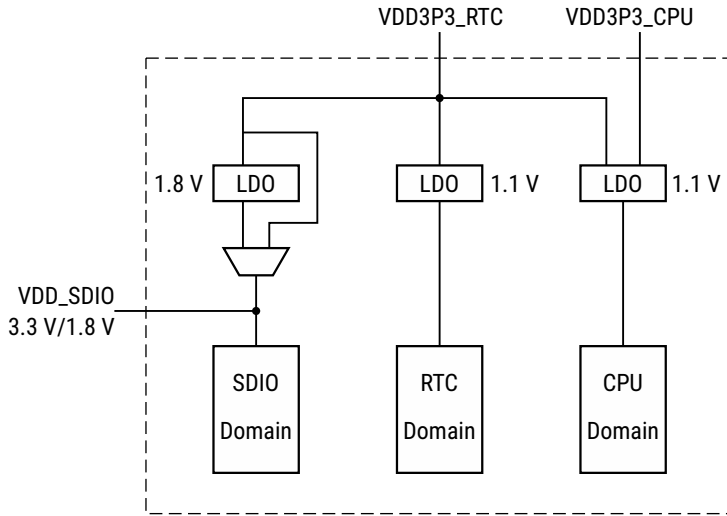 VDD3P3_RTC
VDD3P3_CPU
1.8 V
LDO
LDO
1.1 V
LDO
1.1 V
VDD_SDIO
3.3 V/1.8 V
SDIO
Domain
RTC
Domain
CPU
Domain